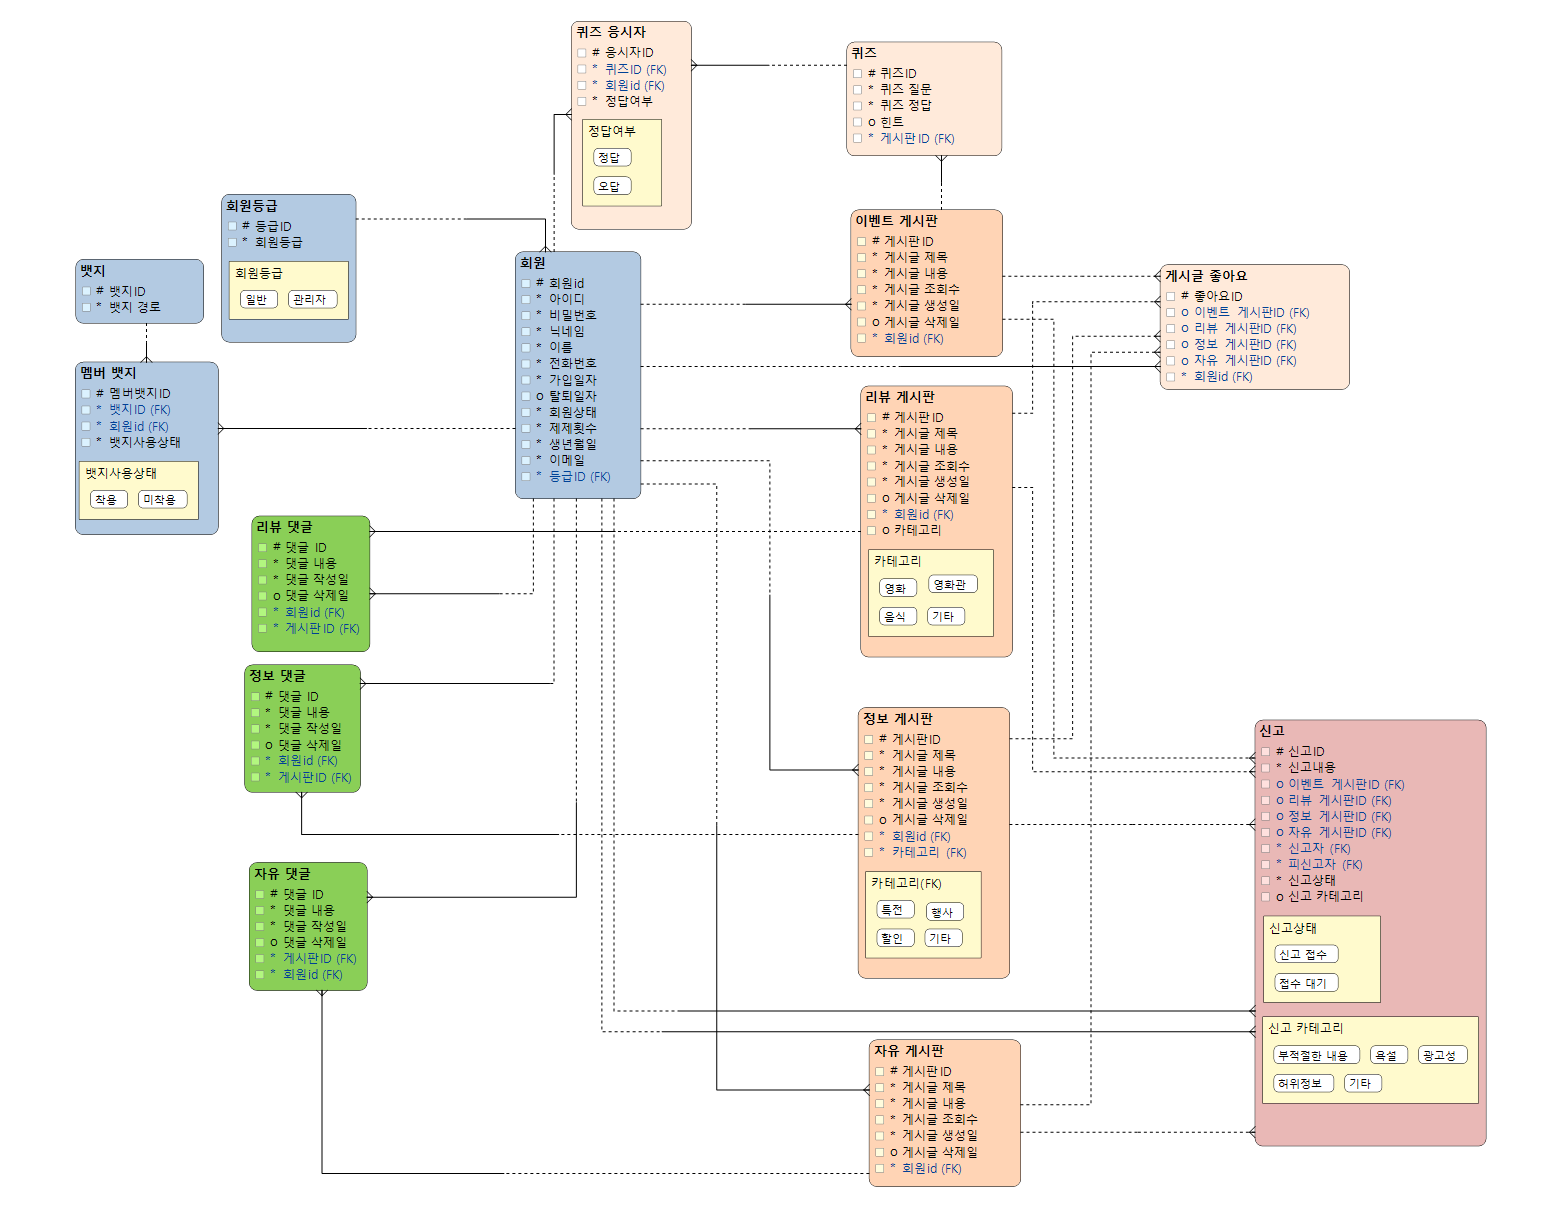 퀴즈 응시자
# 응시자ID
* 퀴즈ID (FK)
* 회원id (FK)
* 정답여부
정답여부
정답
오답
퀴즈
# 퀴즈ID
* 퀴즈 질문
* 퀴즈 정답
o 힌트
* 게시판ID (FK)
회원등급
# 등급ID
* 회원등급
회원등급
일반
관리자
뱃지
# 뱃지ID
* 뱃지 경로
멤버 뱃지
# 멤버뱃지ID
* 뱃지ID (FK)
* 회원id (FK)
* 뱃지사용상태
뱃지사용상태
착용
미착용
회원
# 회원id
* 아이디
* 비밀번호
* 닉네임
* 이름
* 전화번호
* 가입일자
o 탈퇴일자
* 회원상태
* 제제횟수
* 생년월일
* 이메일
* 등급ID (FK)
이벤트 게시판
# 게시판ID
* 게시글 제목
* 게시글 내용
* 게시글 조회수
* 게시글 생성일
o 게시글 삭제일
* 회원id (FK)
게시글 좋아요
# 좋아요ID
o 이벤트 게시판ID (FK)
o 리뷰 게시판ID (FK)
o 정보 게시판ID (FK)
o 자유 게시판ID (FK)
* 회원id (FK)
리뷰 게시판
# 게시판ID
* 게시글 제목
* 게시글 내용
* 게시글 조회수
* 게시글 생성일
o 게시글 삭제일
* 회원id (FK)
o 카테고리
카테고리
영화
영화관
음식
기타
리뷰 댓글
# 댓글 ID
* 댓글 내용
* 댓글 작성일
o 댓글 삭제일
* 회원id (FK)
* 게시판ID (FK)
정보 댓글
# 댓글 ID
* 댓글 내용
* 댓글 작성일
o 댓글 삭제일
* 회원id (FK)
* 게시판ID (FK)
자유 댓글
# 댓글 ID
* 댓글 내용
* 댓글 작성일
o 댓글 삭제일
* 게시판ID (FK)
* 회원id (FK)
정보 게시판
# 게시판ID
* 게시글 제목
* 게시글 내용
* 게시글 조회수
* 게시글 생성일
o 게시글 삭제일
* 회원id (FK)
* 카테고리 (FK)
카테고리(FK)
특전
행사
할인
기타
신고
# 신고ID
* 신고내용
o 이벤트 게시판ID (FK)
o 리뷰 게시판ID (FK)
o 정보 게시판ID (FK)
o 자유 게시판ID (FK)
* 신고자 (FK)
* 피신고자 (FK)
* 신고상태
o 신고 카테고리
신고상태
신고 접수
접수 대기
신고 카테고리
부적절한 내용
욕설
광고성
허위정보
기타
자유 게시판
# 게시판ID
* 게시글 제목
* 게시글 내용
* 게시글 조회수
* 게시글 생성일
o 게시글 삭제일
* 회원id (FK)